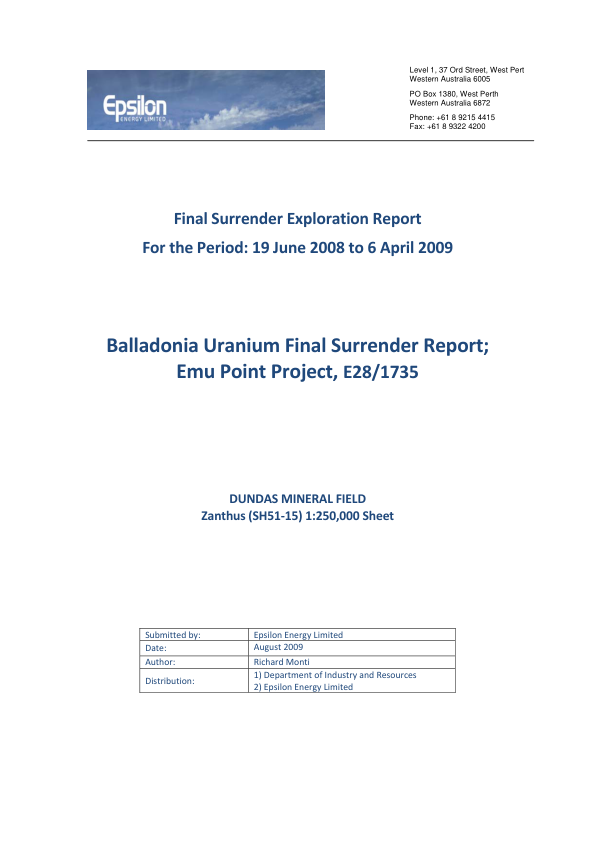 Epsilon
ENERGY LIMITED
Level 1, 37 Ord Street, West Pert
Western Australia 6005
PO Box 1380, West Perth
Western Australia 6872
Phone: +61 8 9215 4415
Fax: +61 8 9322 4200
Final Surrender Exploration Report
For the Period: 19 June 2008 to 6 April 2009
Balladonia Uranium Final Surrender Report;
Emu Point Project, E28/1735
DUNDAS MINERAL FIELD
Zanthus (SH51-15) 1:250,000 Sheet
Submitted by: Epsilon Energy Limited
Date: August 2009
Author: Richard Monti
Distribution: 1) Department of Industry and Resources
2) Epsilon Energy Limited